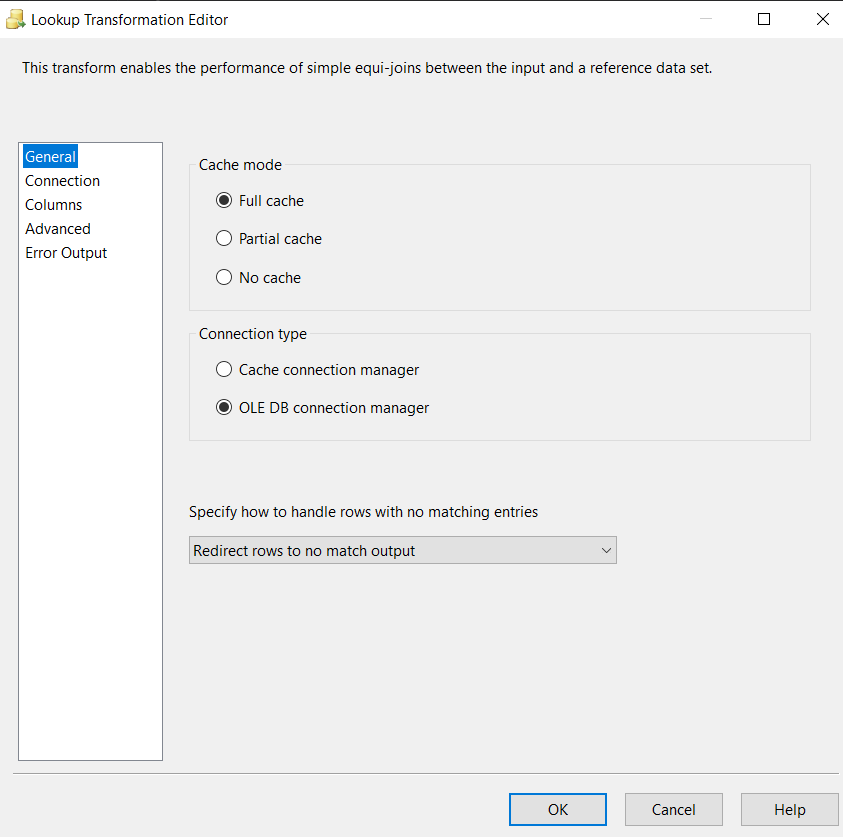 Lookup Transformation Editor
This transform enables the performance of simple equi-joins between the input and a reference data set.
General
Connection
Columns
Advanced
Error Output
Cache mode
Full cache
Partial cache
No cache
Connection type
Cache connection manager
OLE DB connection manager
Specify how to handle rows with no matching entries
Redirect rows to no match output
OK
Cancel
Help